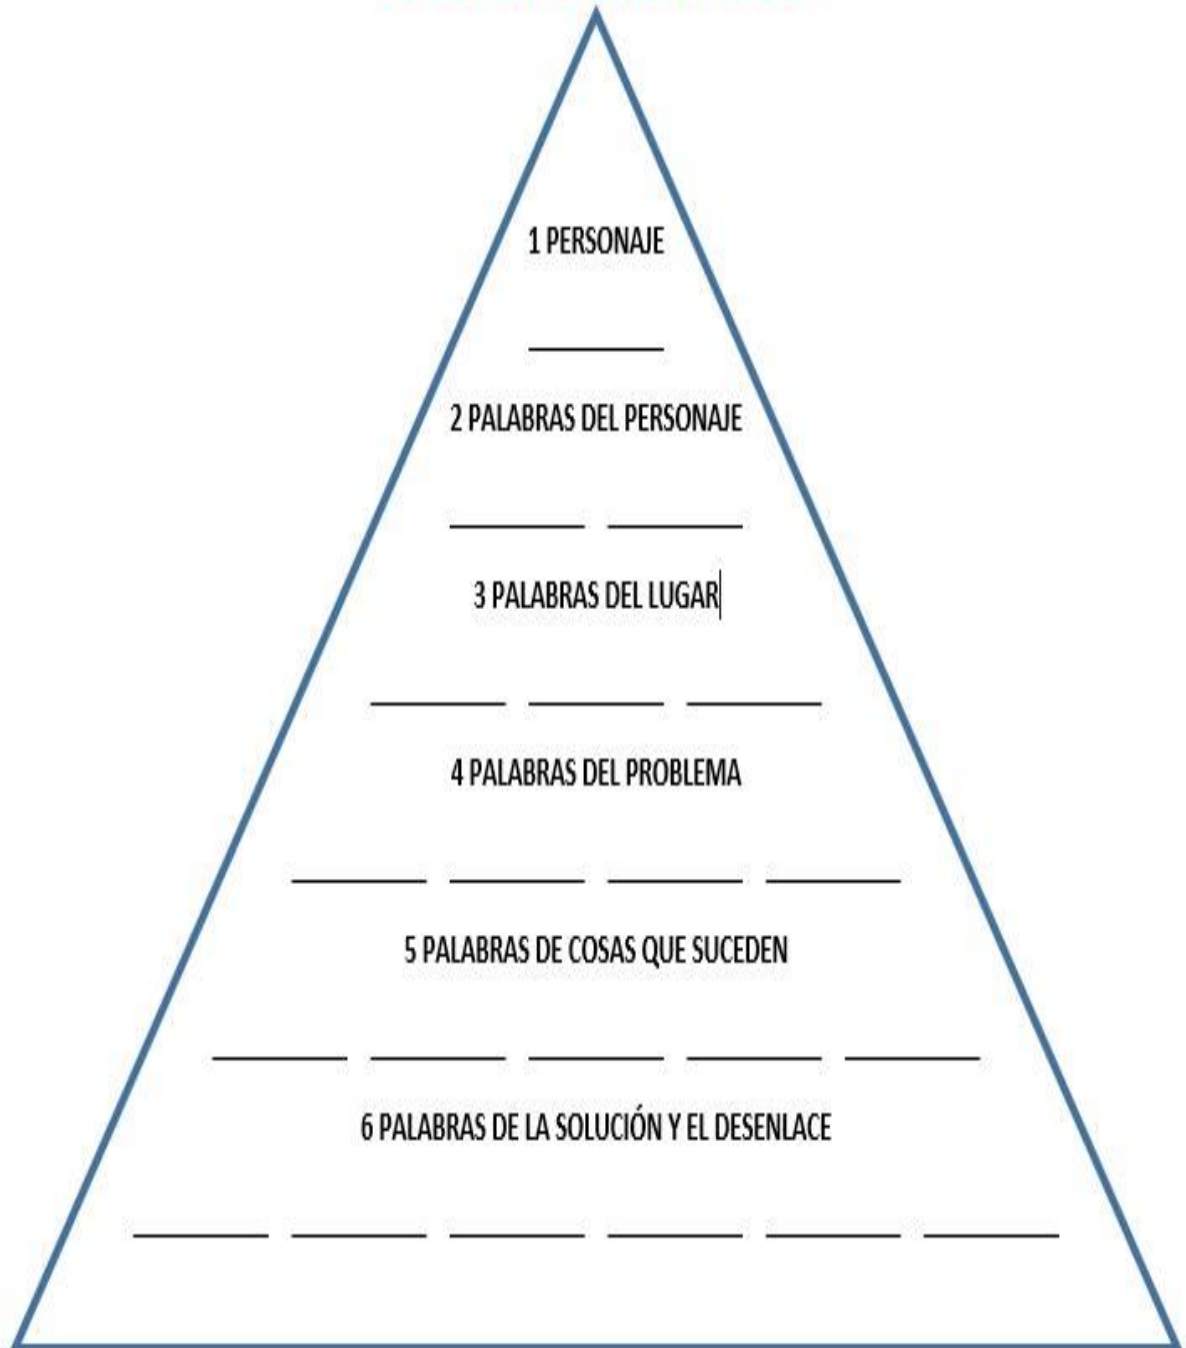 1 PERSONAJE
2 PALABRAS DEL PERSONAJE
3 PALABRAS DEL LUGAR
4 PALABRAS DEL PROBLEMA
5 PALABRAS DE COSAS QUE SUCEDEN
6 PALABRAS DE LA SOLUCIÓN Y EL DESENLACE